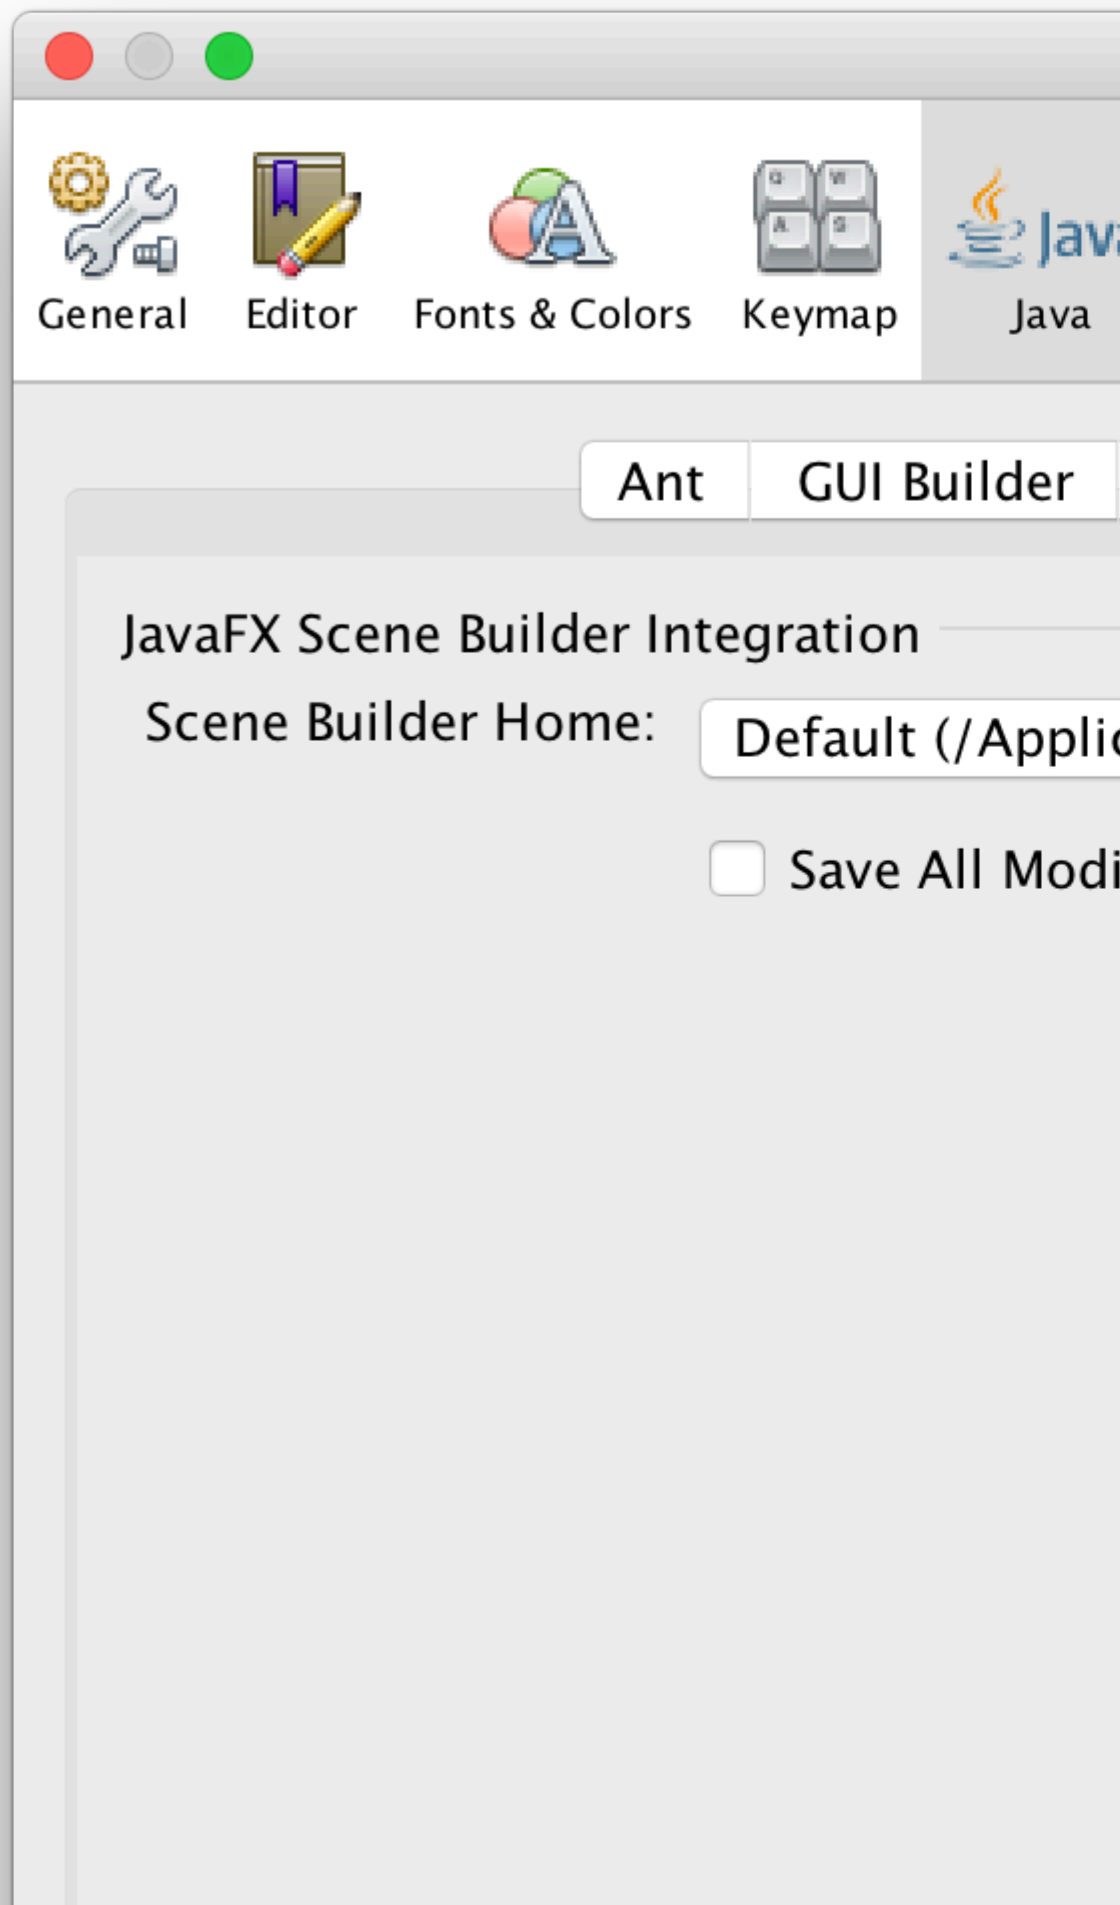 Q W
A S
Java
General Editor Fonts & Colors Keymap Java
Ant GUI Builder
JavaFX Scene Builder Integration
Scene Builder Home: Default (/Applic
Save All Modi